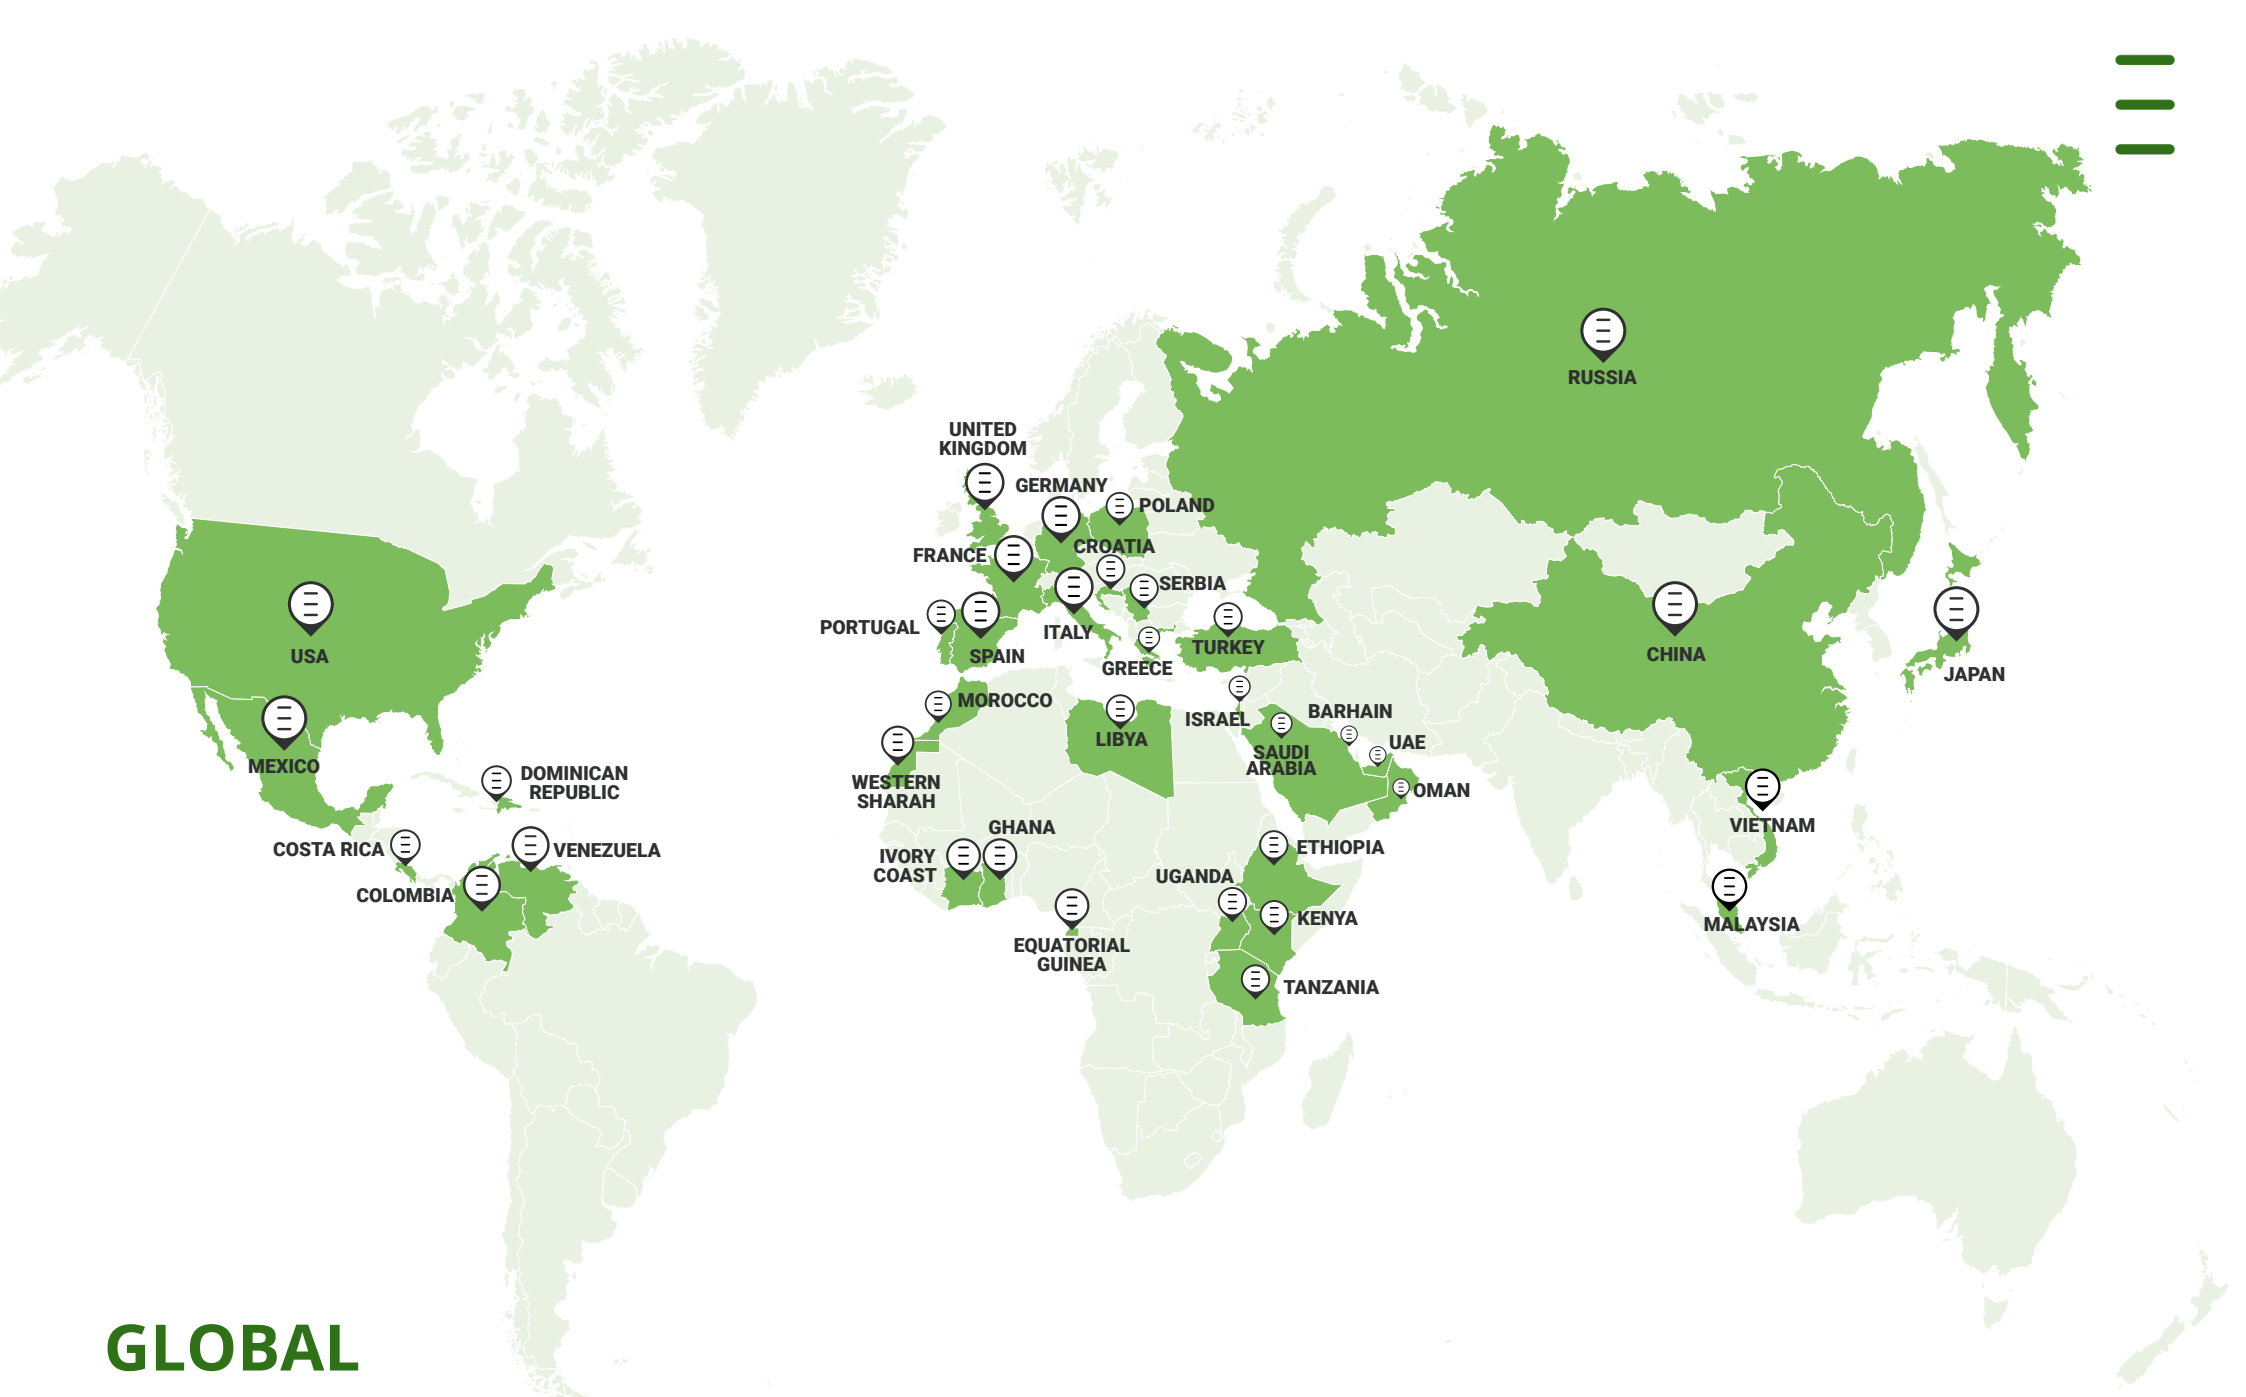 RUSSIA
UNITED
KINGDOM
GERMANY
POLAND
FRANCE
CROATIA
SERBIA
PORTUGAL
SPAIN
ITALY
GREECE
TURKEY
USA
CHINA
JAPAN
MOROCCO
LIBYA
ISRAEL
BARHAIN
UAE
SAUDI
ARABIA
OMAN
MEXICO
DOMINICAN
REPUBLIC
WESTERN
SHARAH
COSTA RICA
VENEZUELA
COLOMBIA
GHANA
IVORY
COAST
ETHIOPIA
UGANDA
KENYA
EQUATORIAL
GUINEA
TANZANIA
VIETNAM
MALAYSIA
GLOBAL